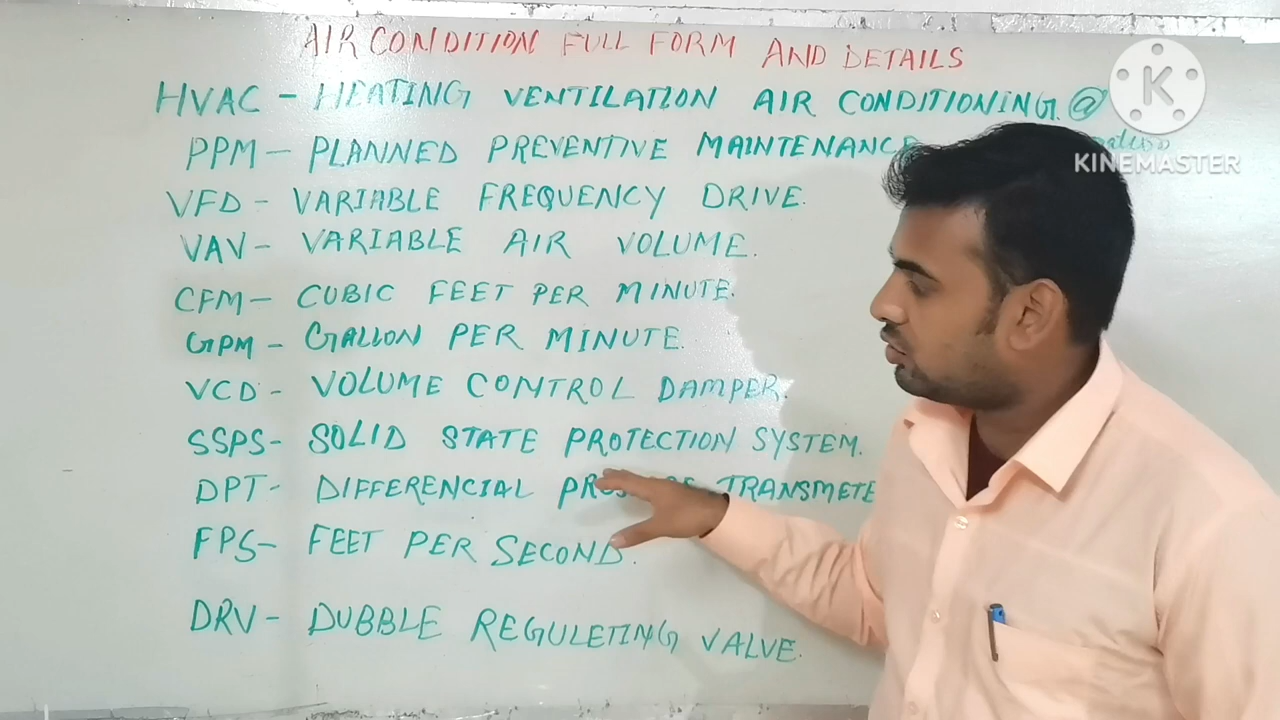 AIR CONDITION FULL FORM AND DETAILS
HVAC - HEATING VENTILATION AIR CONDITIONING. @
PPM - PLANNED PREVENTIVE MAINTENANC
VFD - VARIABLE FREQUENCY DRIVE.
VAV - VARIABLE AIR VOLUME.
CFM - CUBIC FEET PER MINUTE.
GPM - GALLON PER MINUTE.
VCD - VOLUME CONTROL DAMPER.
SSPS - SOLID STATE PROTECTION SYSTEM.
DPT - DIFFERENCIAL TRANSMETE
FPS - FEET PER SECOND.
DRV - DUBBLE REGULETING VALVE.
K
KINEMASTER